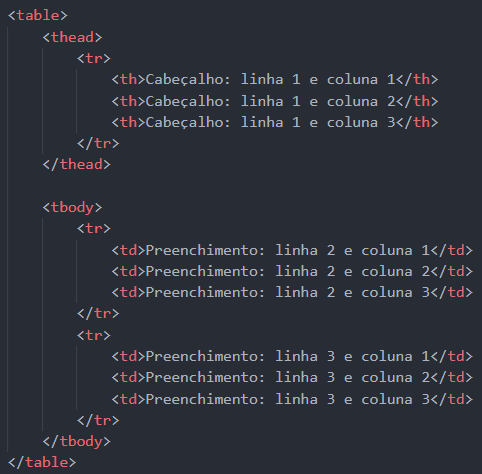 <table>
<thead>
<tr>
<th>Cabeçalho: linha 1 e coluna 1</th>
<th>Cabeçalho: linha 1 e coluna 2</th>
<th>Cabeçalho: linha 1 e coluna 3</th>
</tr>
</thead>
<tbody>
<tr>
<td>Preenchimento: linha 2 e coluna 1</td>
<td>Preenchimento: linha 2 e coluna 2</td>
<td>Preenchimento: linha 2 e coluna 3</td>
</tr>
<tr>
<td>Preenchimento: linha 3 e coluna 1</td>
<td>Preenchimento: linha 3 e coluna 2</td>
<td>Preenchimento: linha 3 e coluna 3</td>
</tr>
</tbody>
</table>